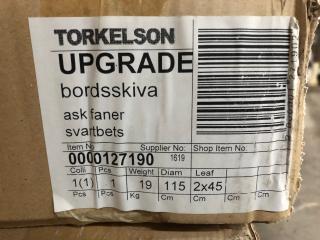 TORKELSON
UPGRADE
bordsskiva
ask faner
svartbets
Item No Supplier No: Shop Item No:
0000127190 1619
Colli Pcs Weight Diam Leaf
1(1) 1 19 115 2x45
Pcs Pcs Kg Cm Cm Cm Cm